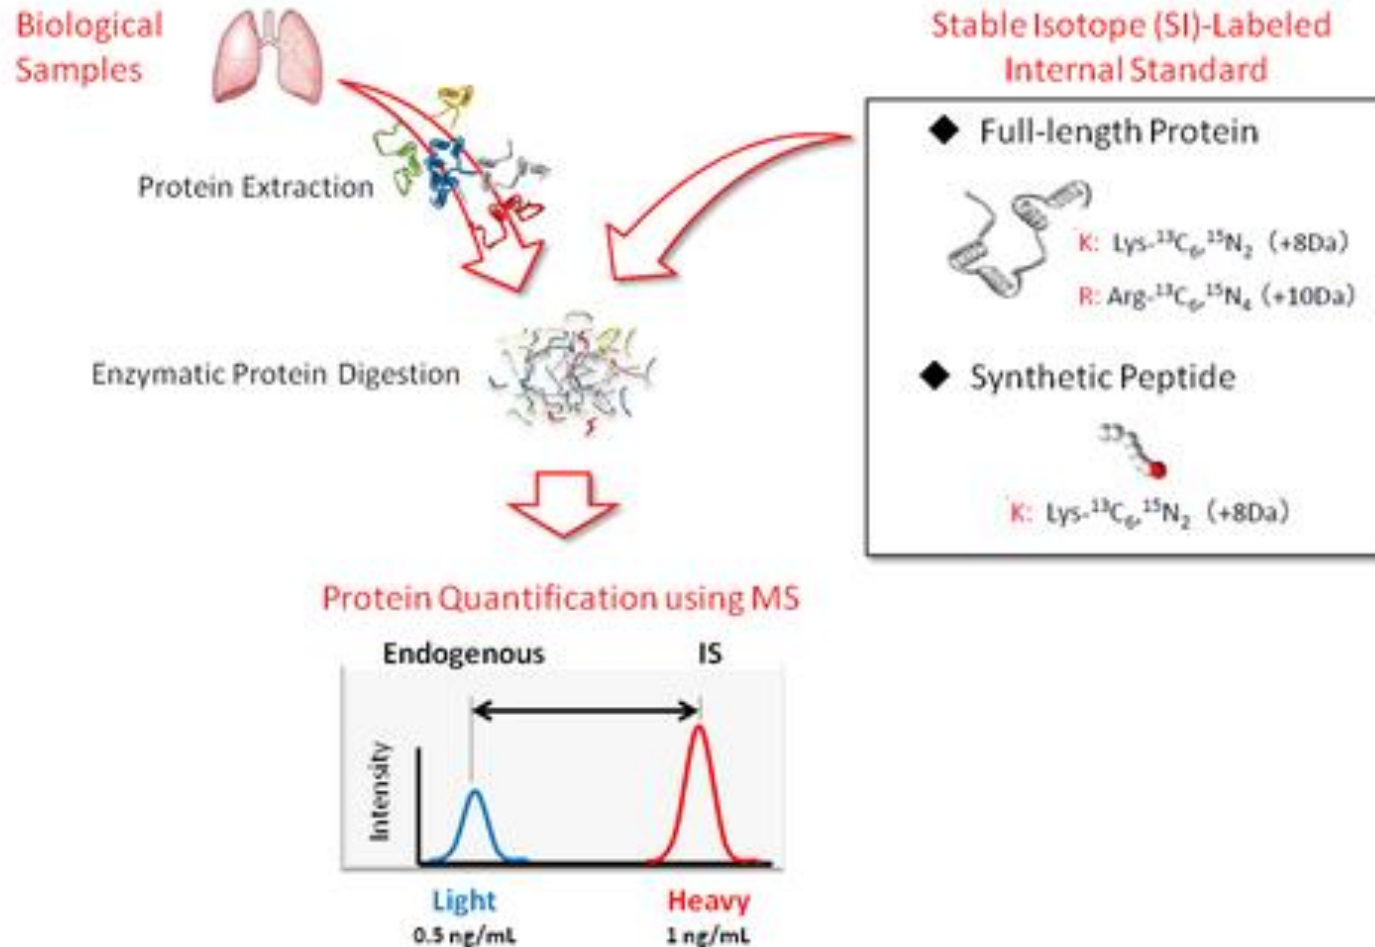 Biological
Samples
Protein Extraction
Enzymatic Protein Digestion
Stable Isotope (SI)-Labeled
Internal Standard
◆ Full-length Protein
K: Lys-¹³C₆,¹⁵N₂ (+8Da)
R: Arg-¹³C₆,¹⁵N₄ (+10Da)
◆ Synthetic Peptide
K: Lys-¹³C₆,¹⁵N₂ (+8Da)
Protein Quantification using MS
Endogenous IS
Intensity
Light Heavy
0.5 ng/mL 1 ng/mL